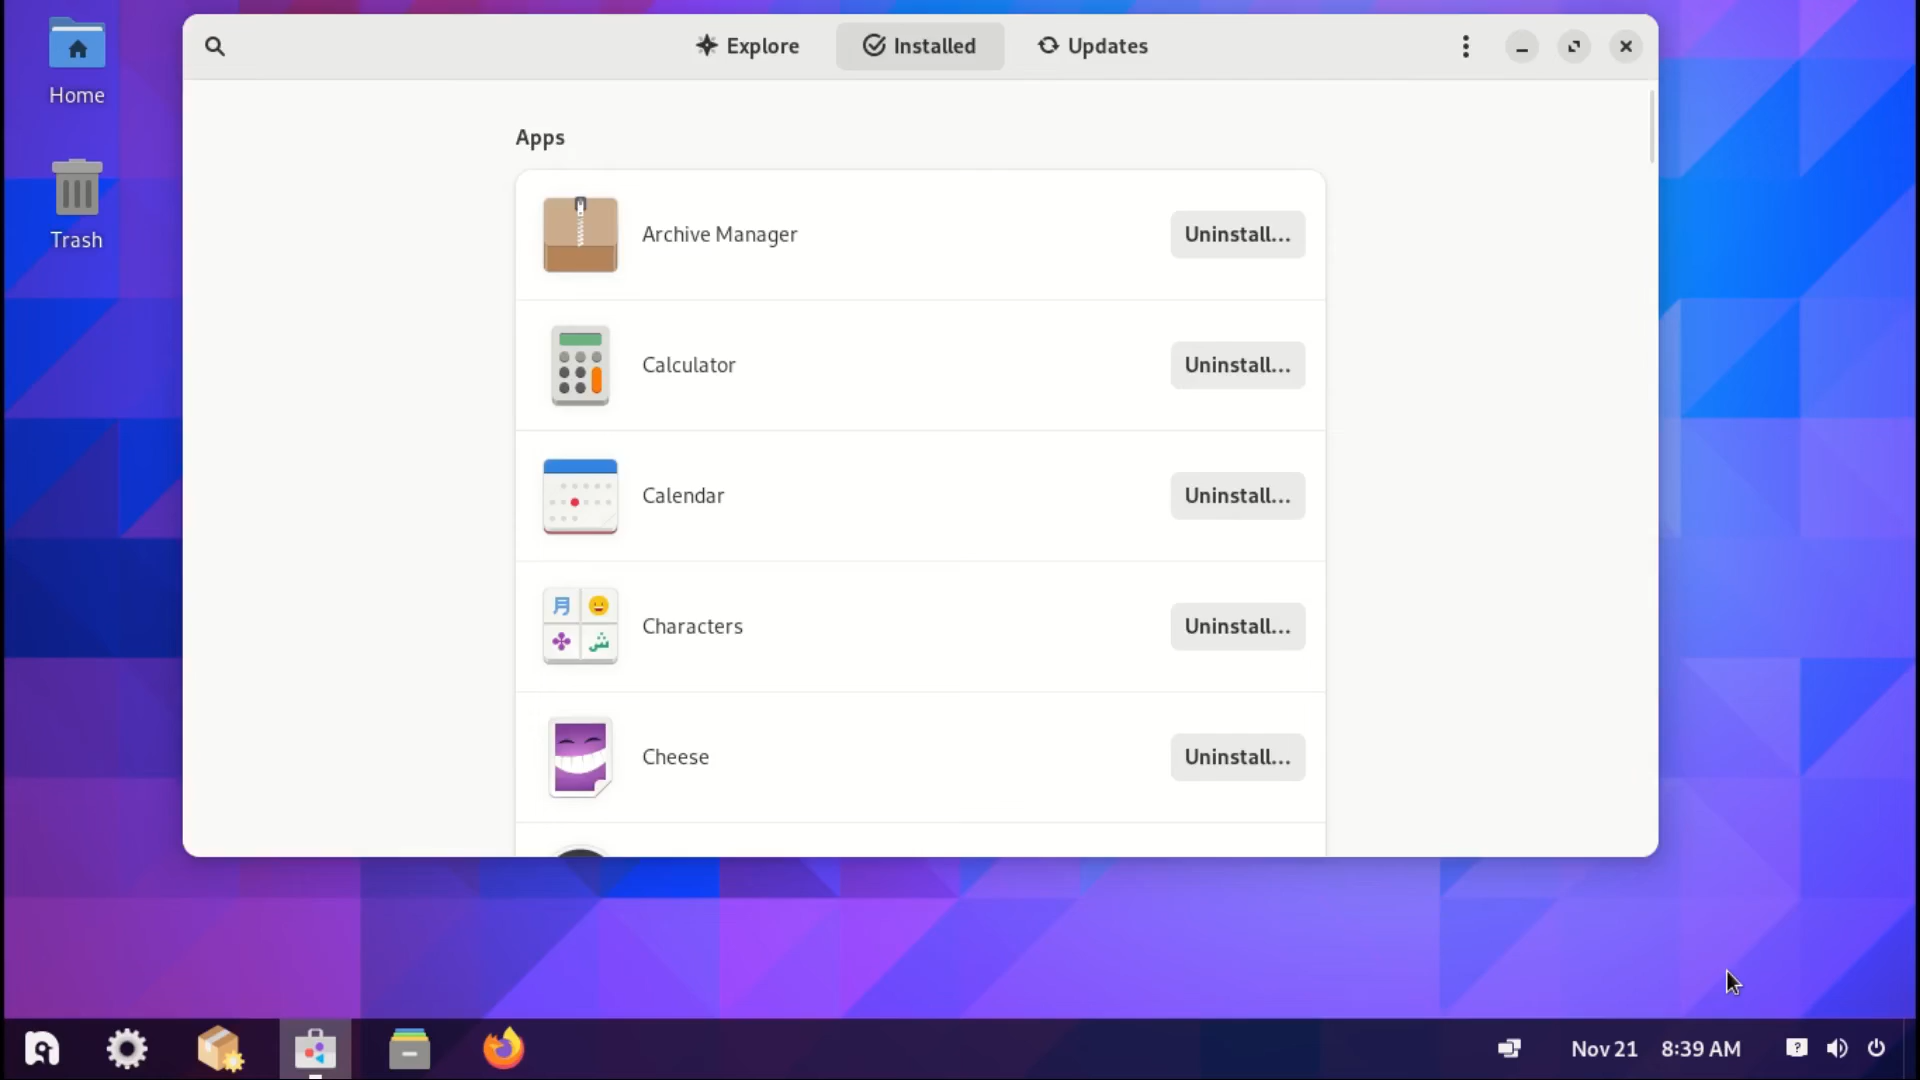 Home
Trash
Explore
Installed
Updates
Apps
Archive Manager
Uninstall...
Calculator
Uninstall...
Calendar
Uninstall...
Characters
Uninstall...
月
ش
Cheese
Uninstall...
Nov 21 8:39 AM
?